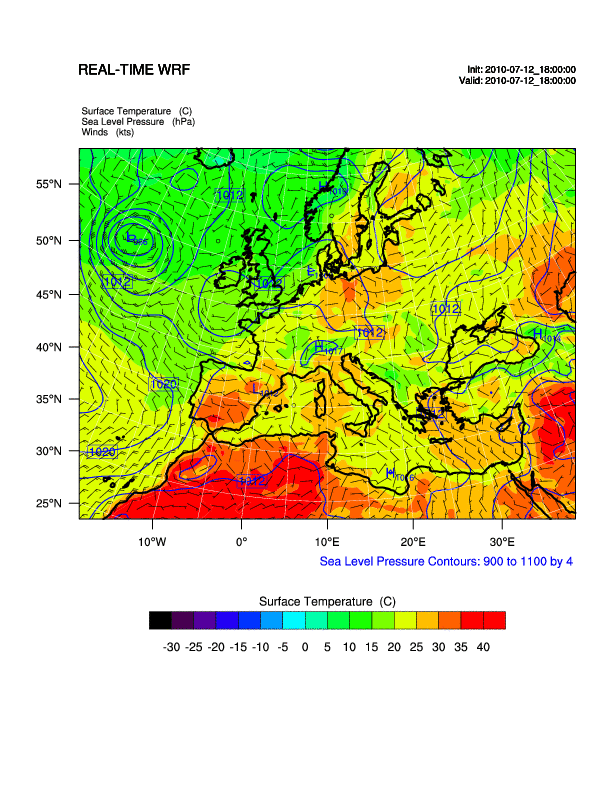 REAL-TIME WRF
Init: 2010-07-12_18:00:00
Valid: 2010-07-12_18:00:00
Surface Temperature (C)
Sea Level Pressure (hPa)
Winds (kts)
55°N
50°N
45°N
40°N
35°N
30°N
25°N
1012
1012
1012
1012
1020
1020
1012
H
L
H
10°W
0°
10°E
20°E
30°E
Sea Level Pressure Contours: 900 to 1100 by 4
Surface Temperature (C)
-30 -25 -20 -15 -10 -5 0 5 10 15 20 25 30 35 40